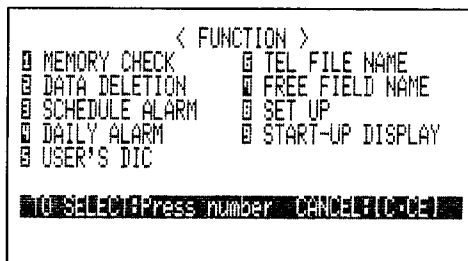 < FUNCTION >
1 MEMORY CHECK
2 DATA DELETION
3 SCHEDULE ALARM
4 DAILY ALARM
5 USER'S DIC
6 TEL FILE NAME
7 FREE FIELD NAME
8 SET UP
9 START-UP DISPLAY
TO SELECT:Press number CANCEL:[C•CE]